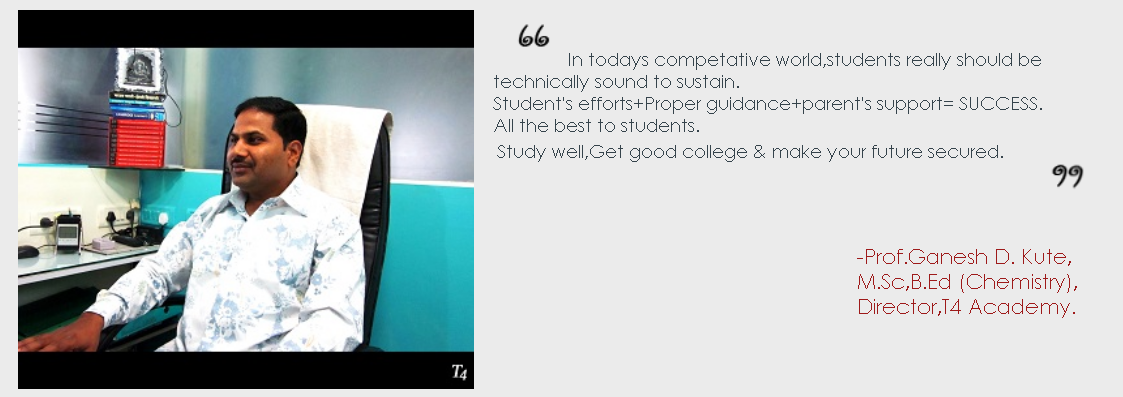 “
In todays competative world,students really should be
technically sound to sustain.
Student's efforts+Proper guidance+parent's support= SUCCESS.
All the best to students.
Study well,Get good college & make your future secured.
”
-Prof.Ganesh D. Kute,
M.Sc,B.Ed (Chemistry),
Director,T4 Academy.
T4